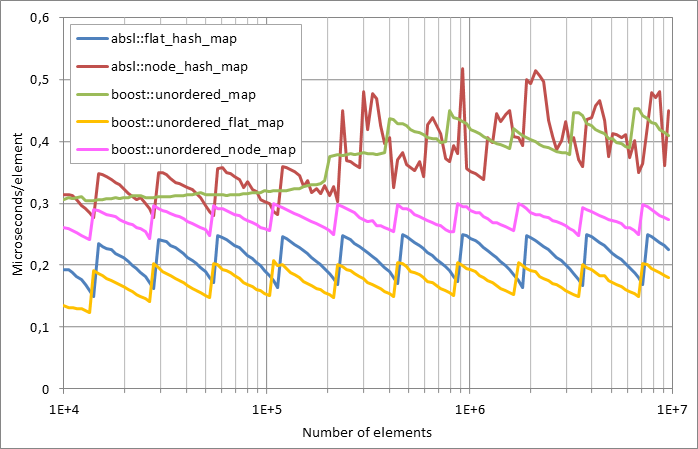 0,6
0,5
0,4
0,3
0,2
0,1
0
Microseconds/element
absl::flat_hash_map
absl::node_hash_map
boost::unordered_map
boost::unordered_flat_map
boost::unordered_node_map
1E+4 1E+5 1E+6 1E+7
Number of elements